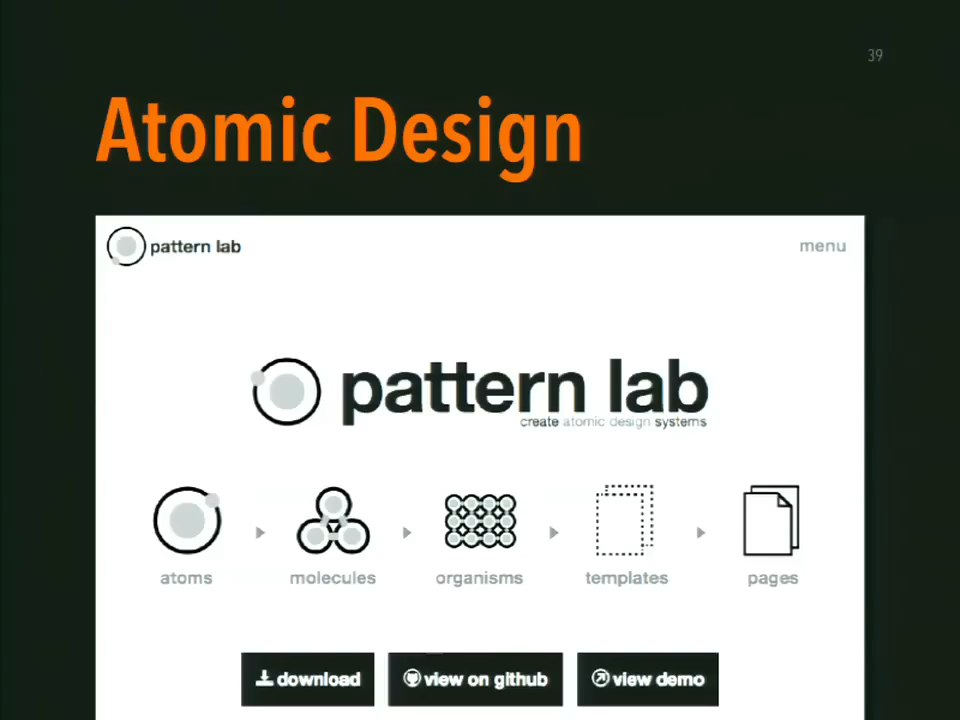 39
Atomic Design
pattern lab
menu
pattern lab
create atomic design systems
atoms
molecules
organisms
templates
pages
download
view on github
view demo